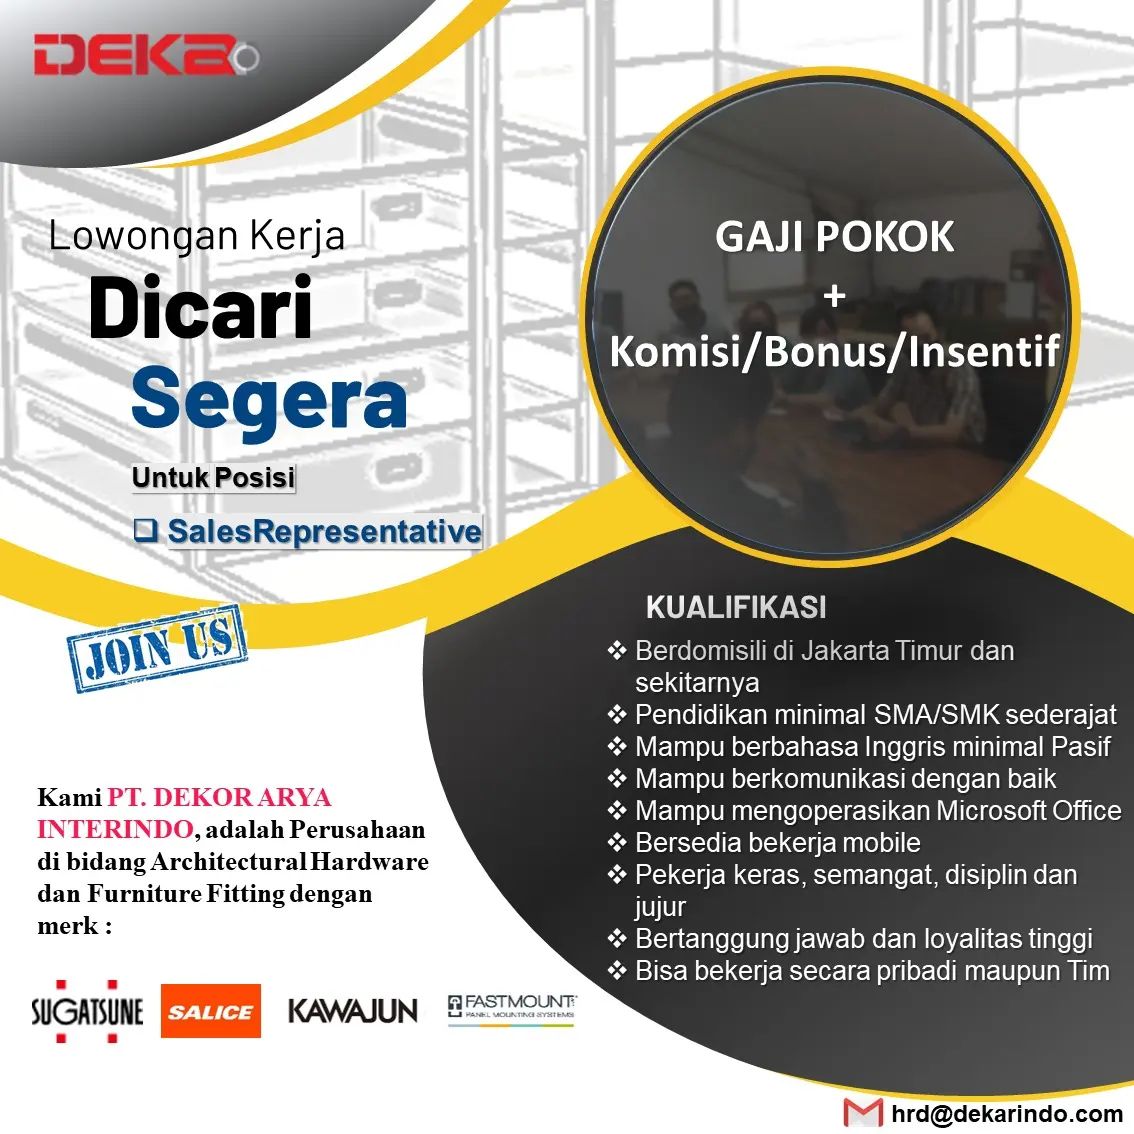 DEKA
Lowongan Kerja
Dicari
Segera
Untuk Posisi
SalesRepresentative
GAJI POKOK
+
Komisi/Bonus/Insentif
JOIN US
KUALIFIKASI
Berdomisili di Jakarta Timur dan
sekitarnya
Pendidikan minimal SMA/SMK sederajat
Mampu berbahasa Inggris minimal Pasif
Mampu berkomunikasi dengan baik
Mampu mengoperasikan Microsoft Office
Bersedia bekerja mobile
Pekerja keras, semangat, disiplin dan
jujur
Bertanggung jawab dan loyalitas tinggi
Bisa bekerja secara pribadi maupun Tim
Kami PT. DEKOR ARYA
INTERINDO, adalah Perusahaan
di bidang Architectural Hardware
dan Furniture Fitting dengan
merk :
SUGATSUNE
SALICE
KAWAJUN
FASTMOUNT
PANEL MOUNTING SYSTEMS
hrd@dekarindo.com